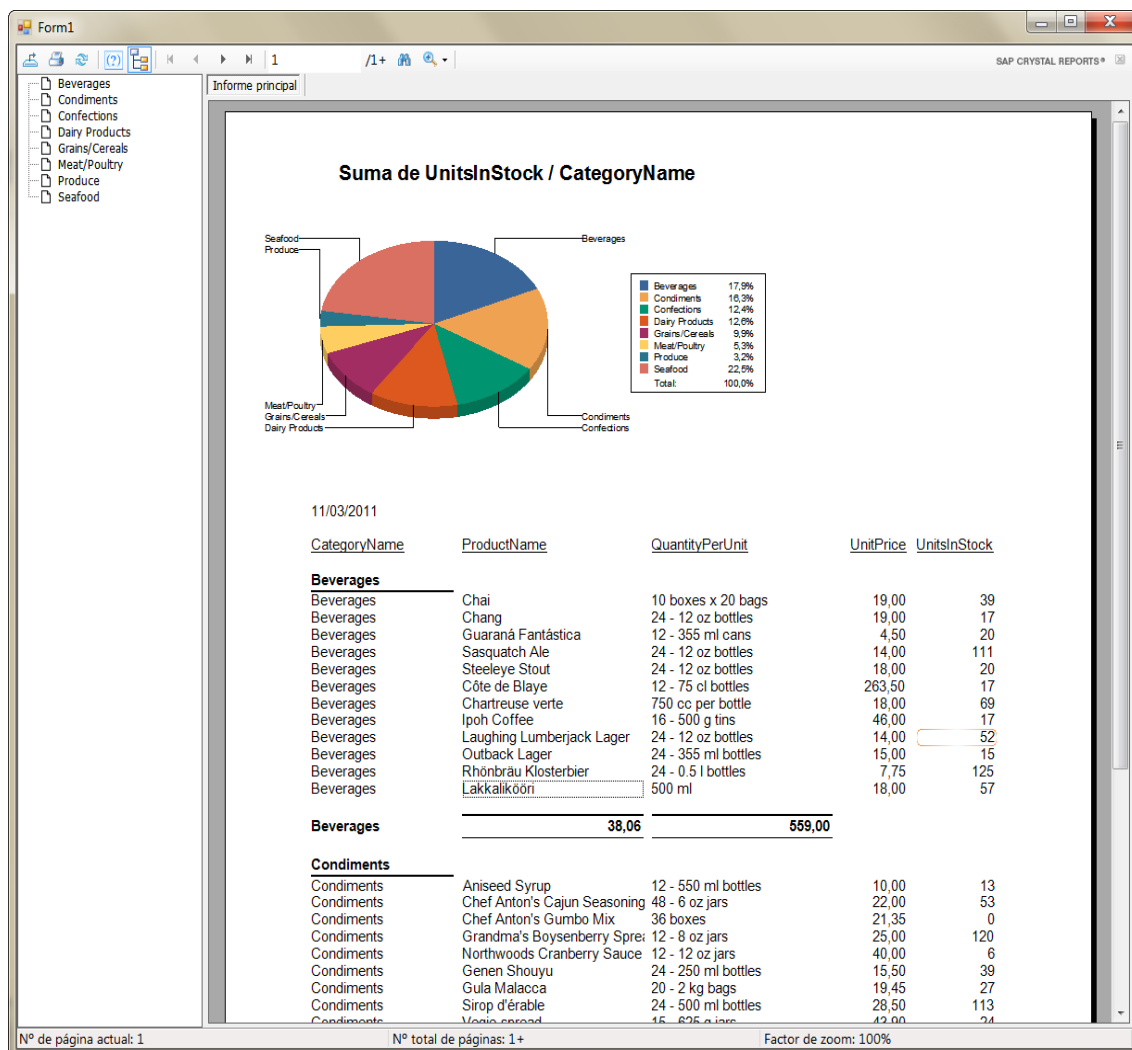 Form1
1 /1+ SAP CRYSTAL REPORTS®
Beverages
Condiments
Confections
Dairy Products
Grains/Cereals
Meat/Poultry
Produce
Seafood
Informe principal
Suma de UnitsInStock / CategoryName
Seafood
Produce
Beverages
Meat/Poultry
Grains/Cereals
Dairy Products
Condiments
Confections
Beverages 17,9%
Condiments 16,3%
Confections 12,4%
Dairy Products 12,6%
Grains/Cereals 9,9%
Meat/Poultry 5,3%
Produce 3,2%
Seafood 22,5%
Total: 100,0%
11/03/2011
CategoryName ProductName QuantityPerUnit UnitPrice UnitsInStock
Beverages
Beverages Chai 10 boxes x 20 bags 19,00 39
Beverages Chang 24 - 12 oz bottles 19,00 17
Beverages Guaraná Fantástica 12 - 355 ml cans 4,50 20
Beverages Sasquatch Ale 24 - 12 oz bottles 14,00 111
Beverages Steeleye Stout 24 - 12 oz bottles 18,00 20
Beverages Côte de Blaye 12 - 75 cl bottles 263,50 17
Beverages Chartreuse verte 750 cc per bottle 18,00 69
Beverages Ipoh Coffee 16 - 500 g tins 46,00 17
Beverages Laughing Lumberjack Lager 24 - 12 oz bottles 14,00 52
Beverages Outback Lager 24 - 355 ml bottles 15,00 15
Beverages Rhönbräu Klosterbier 24 - 0.5 l bottles 7,75 125
Beverages Lakkalikööri 500 ml 18,00 57
Beverages 38,06 559,00
Condiments
Condiments Aniseed Syrup 12 - 550 ml bottles 10,00 13
Condiments Chef Anton's Cajun Seasoning 48 - 6 oz jars 22,00 53
Condiments Chef Anton's Gumbo Mix 36 boxes 21,35 0
Condiments Grandma's Boysenberry Sprea 12 - 8 oz jars 25,00 120
Condiments Northwoods Cranberry Sauce 12 - 12 oz jars 40,00 6
Condiments Genen Shouyu 24 - 250 ml bottles 15,50 39
Condiments Gula Malacca 20 - 2 kg bags 19,45 27
Condiments Sirop d'érable 24 - 500 ml bottles 28,50 113
Condiments Vegie-spread 15 - 625 g jars 43,90 24
Nº de página actual: 1 Nº total de páginas: 1+ Factor de zoom: 100%